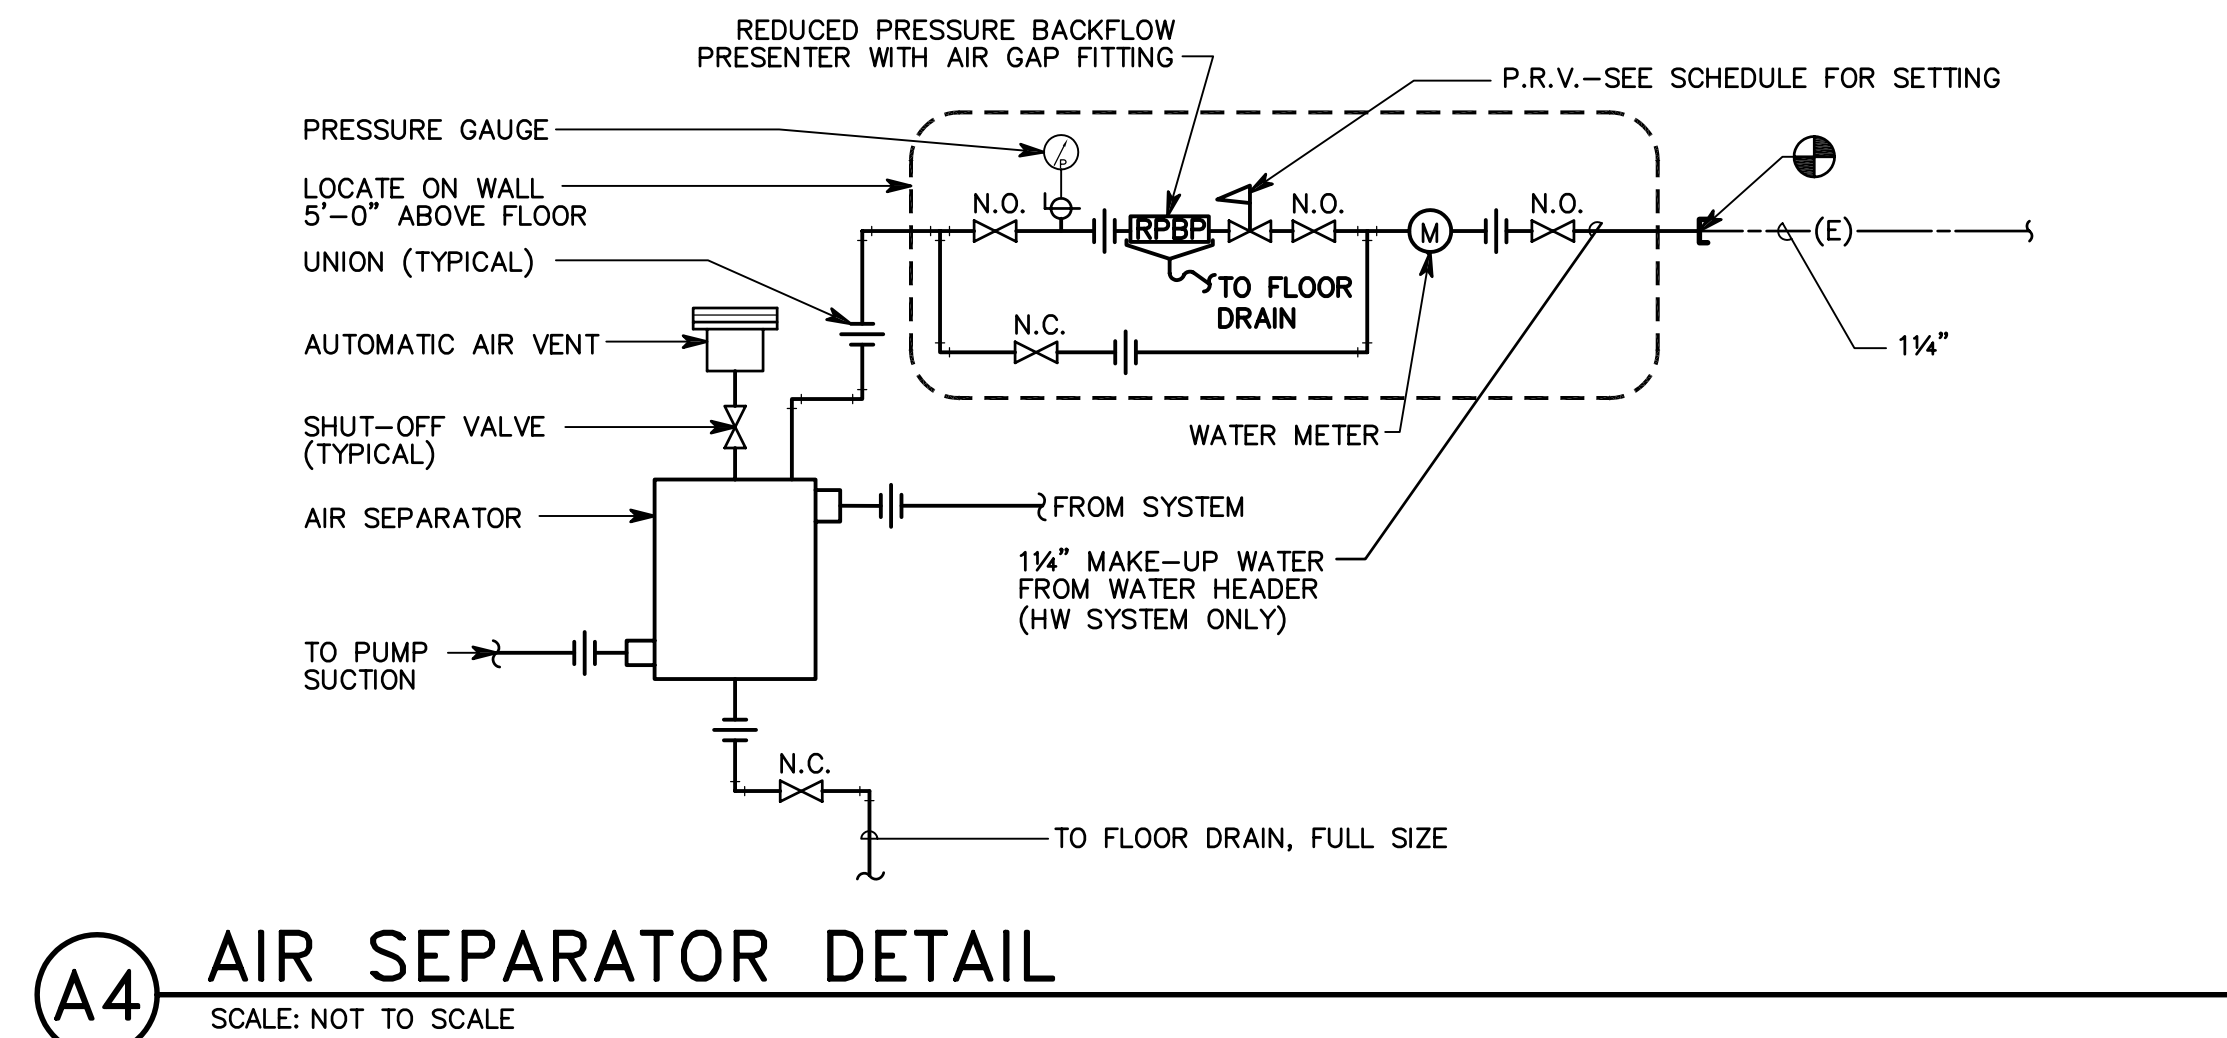 REDUCED PRESSURE BACKFLOW
PRESENTER WITH AIR GAP FITTING
P.R.V.-SEE SCHEDULE FOR SETTING
PRESSURE GAUGE
P
LOCATE ON WALL
5'-0" ABOVE FLOOR
N.O.
RPBP
N.O.
M
N.O.
(E)
UNION (TYPICAL)
TO FLOOR
DRAIN
N.C.
1¼"
AUTOMATIC AIR VENT
SHUT-OFF VALVE
(TYPICAL)
WATER METER
AIR SEPARATOR
FROM SYSTEM
1¼" MAKE-UP WATER
FROM WATER HEADER
(HW SYSTEM ONLY)
TO PUMP
SUCTION
N.C.
TO FLOOR DRAIN, FULL SIZE
A4
AIR SEPARATOR DETAIL
SCALE: NOT TO SCALE